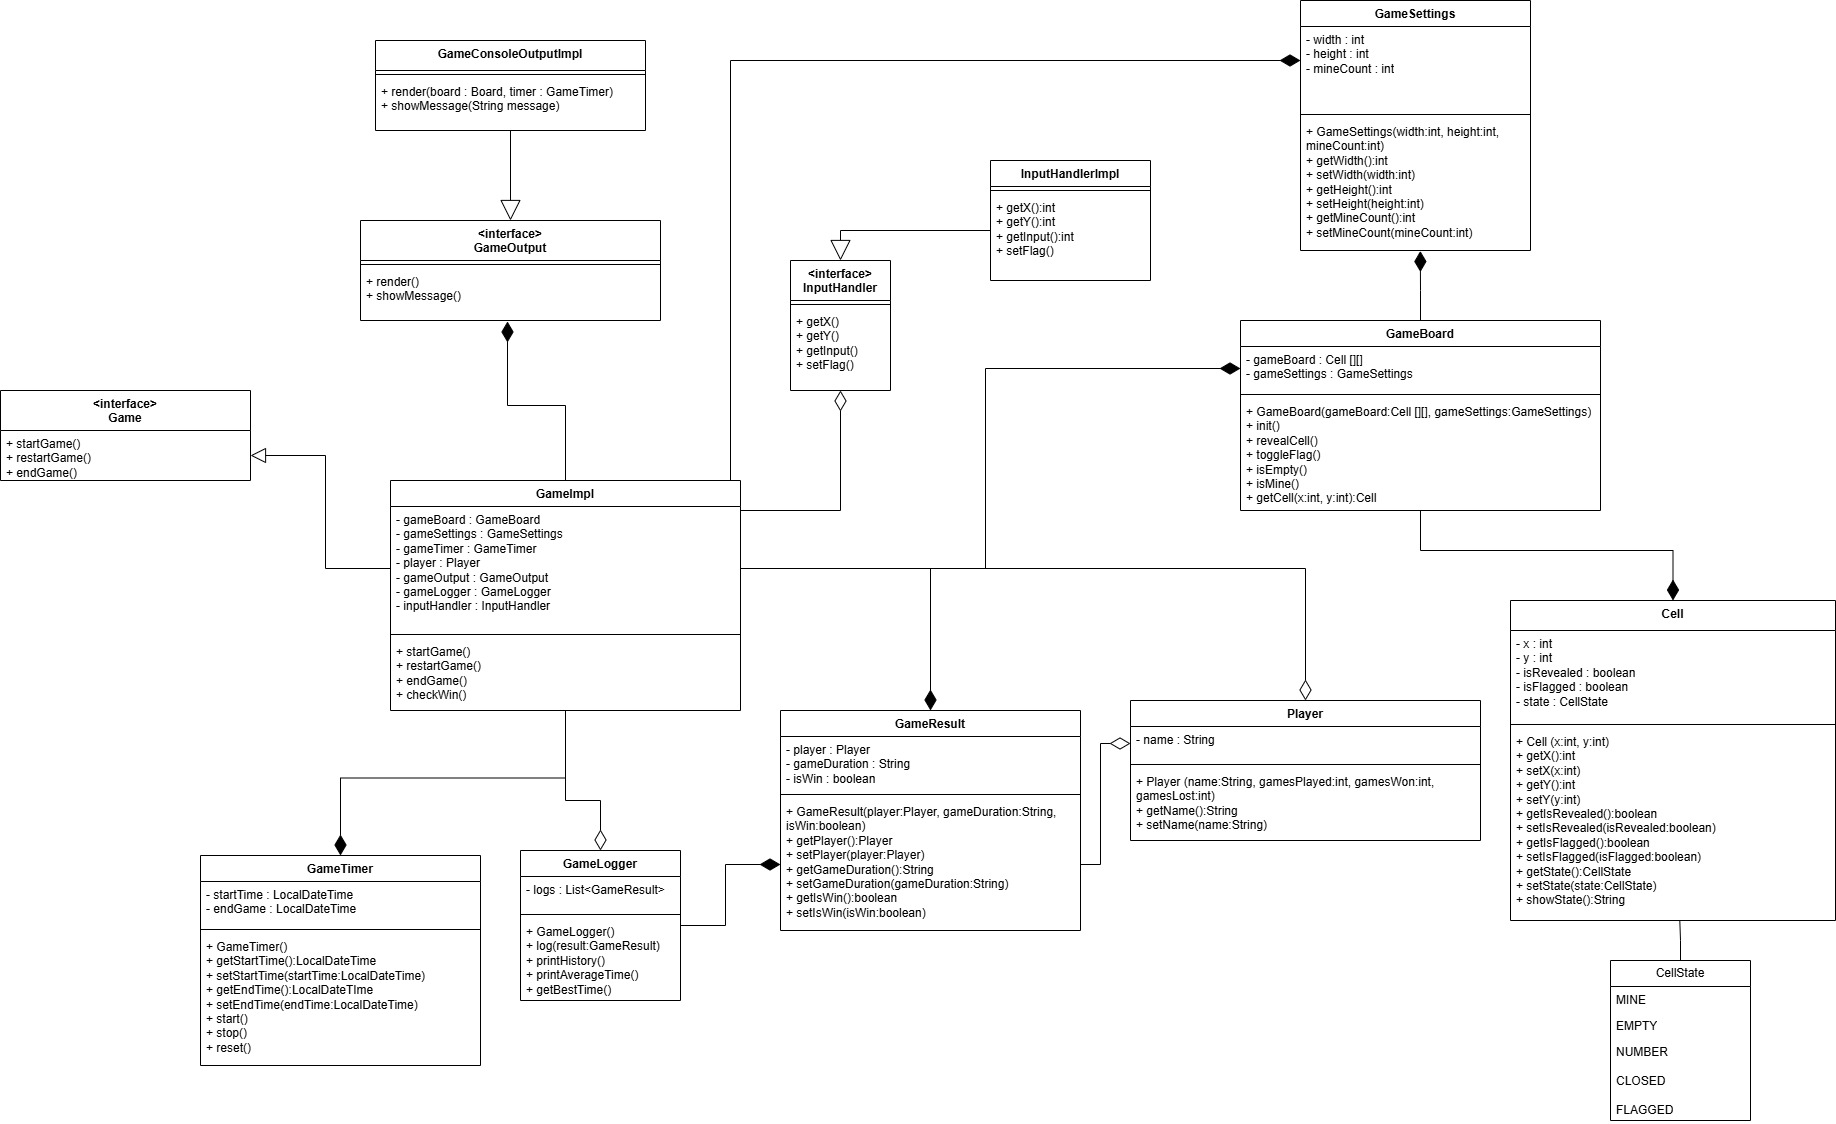 GameSettings
- width : int
- height : int
- mineCount : int
+ GameSettings(width:int, height:int,
mineCount:int)
+ getWidth():int
+ setWidth(width:int)
+ getHeight():int
+ setHeight(height:int)
+ getMineCount():int
+ setMineCount(mineCount:int)
GameConsoleOutputImpl
+ render(board : Board, timer : GameTimer)
+ showMessage(String message)
InputHandlerImpl
+ getX():int
+ getY():int
+ getInput():int
+ setFlag()
<interface>
GameOutput
+ render()
+ showMessage()
<interface>
InputHandler
+ getX()
+ getY()
+ getInput()
+ setFlag()
GameBoard
- gameBoard : Cell [][]
- gameSettings : GameSettings
+ GameBoard(gameBoard:Cell [][], gameSettings:GameSettings)
+ init()
+ revealCell()
+ toggleFlag()
+ isEmpty()
+ isMine()
+ getCell(x:int, y:int):Cell
<interface>
Game
+ startGame()
+ restartGame()
+ endGame()
GameImpl
- gameBoard : GameBoard
- gameSettings : GameSettings
- gameTimer : GameTimer
- player : Player
- gameOutput : GameOutput
- gameLogger : GameLogger
- inputHandler : InputHandler
+ startGame()
+ restartGame()
+ endGame()
+ checkWin()
Cell
- x : int
- y : int
- isRevealed : boolean
- isFlagged : boolean
- state : CellState
+ Cell (x:int, y:int)
+ getX():int
+ setX(x:int)
+ getY():int
+ setY(y:int)
+ getIsRevealed():boolean
+ setIsRevealed(isRevealed:boolean)
+ getIsFlagged():boolean
+ setIsFlagged(isFlagged:boolean)
+ getState():CellState
+ setState(state:CellState)
+ showState():String
GameResult
- player : Player
- gameDuration : String
- isWin : boolean
+ GameResult(player:Player, gameDuration:String,
isWin:boolean)
+ getPlayer():Player
+ setPlayer(player:Player)
+ getGameDuration():String
+ setGameDuration(gameDuration:String)
+ getIsWin():boolean
+ setIsWin(isWin:boolean)
Player
- name : String
+ Player (name:String, gamesPlayed:int, gamesWon:int,
gamesLost:int)
+ getName():String
+ setName(name:String)
GameTimer
- startTime : LocalDateTime
- endGame : LocalDateTime
+ GameTimer()
+ getStartTime():LocalDateTime
+ setStartTime(startTime:LocalDateTime)
+ getEndTime():LocalDateTIme
+ setEndTime(endTime:LocalDateTime)
+ start()
+ stop()
+ reset()
GameLogger
- logs : List<GameResult>
+ GameLogger()
+ log(result:GameResult)
+ printHistory()
+ printAverageTime()
+ getBestTime()
CellState
MINE
EMPTY
NUMBER
CLOSED
FLAGGED